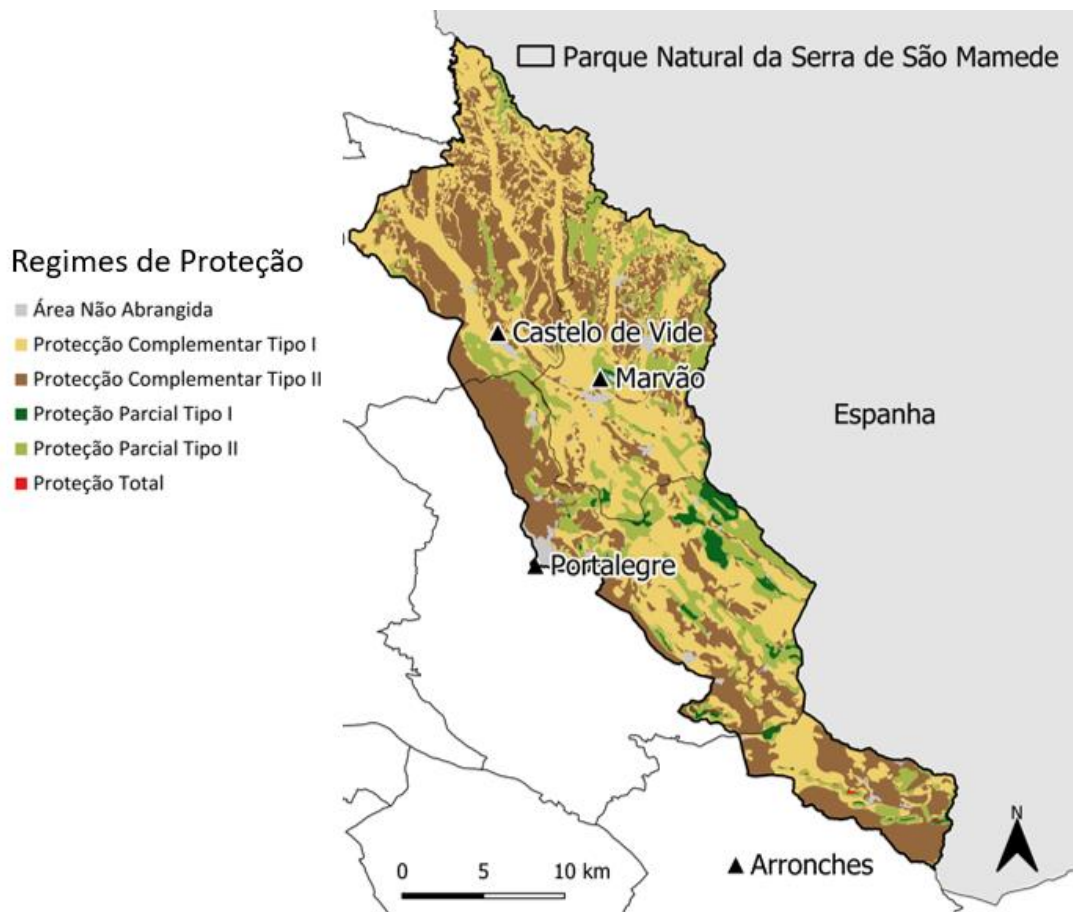 Parque Natural da Serra de São Mamede
Regimes de Proteção
Área Não Abrangida
Protecção Complementar Tipo I
Protecção Complementar Tipo II
Proteção Parcial Tipo I
Proteção Parcial Tipo II
Proteção Total
Castelo de Vide
Marvão
Espanha
Portalegre
N
0 5 10 km
Arronches